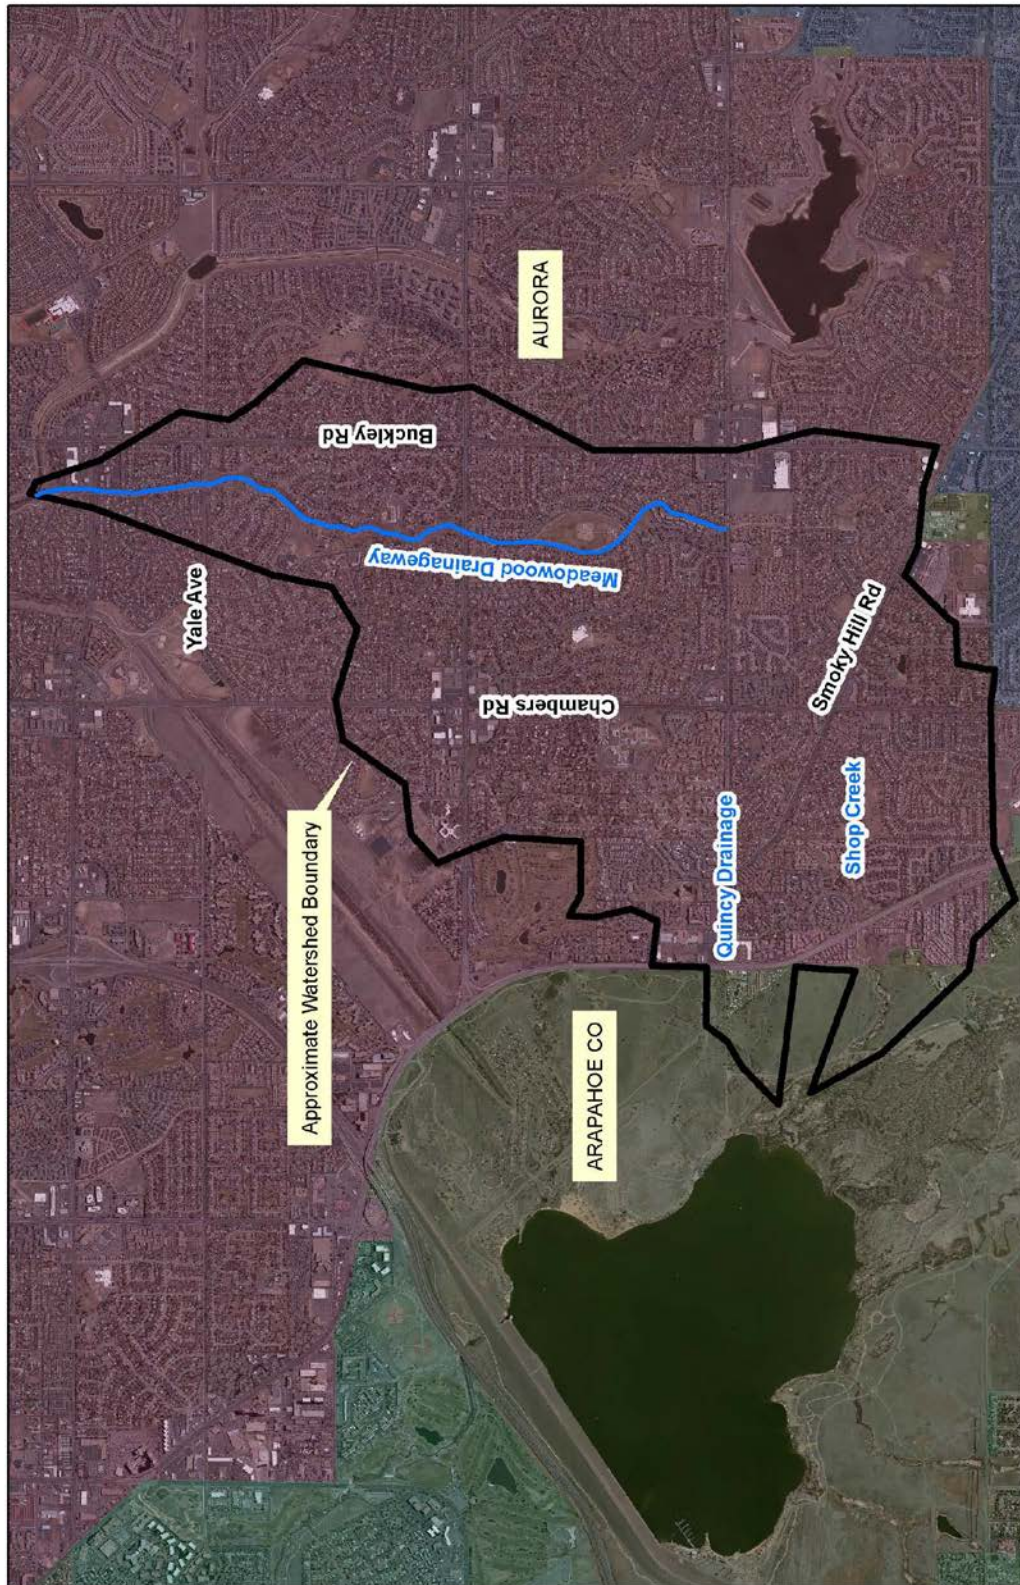 AURORA
Buckley Rd
Meadowood Drainageway
Yale Ave
Chambers Rd
Smoky Hill Rd
Approximate Watershed Boundary
Quincy Drainage
Shop Creek
ARAPAHOE CO